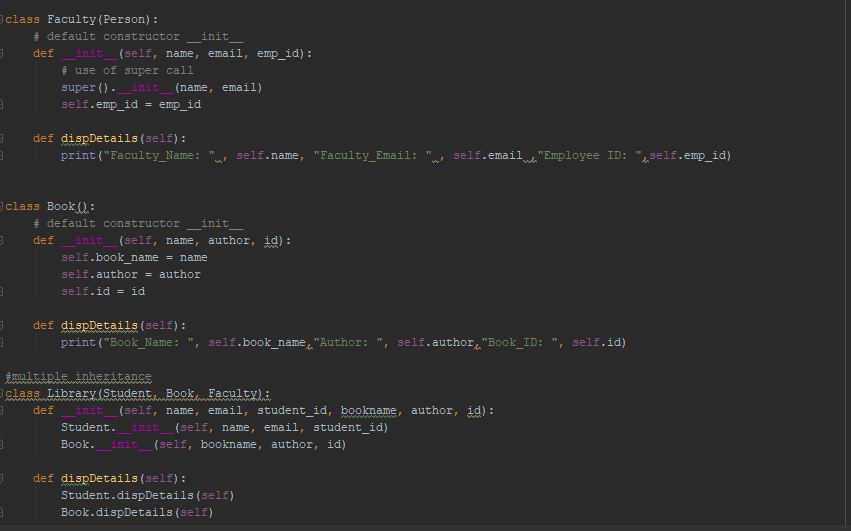 class Faculty(Person):
# default constructor __init__
def __init__(self, name, email, emp_id):
# use of super call
super().__init__(name, email)
self.emp_id = emp_id
def dispDetails(self):
print("Faculty_Name: " , self.name, "Faculty_Email: " , self.email ,"Employee ID: ",self.emp_id)
class Book():
# default constructor __init__
def __init__(self, name, author, id):
self.book_name = name
self.author = author
self.id = id
def dispDetails(self):
print("Book_Name: ", self.book_name,"Author: ", self.author,"Book_ID: ", self.id)
#multiple inheritance
class Library(Student, Book, Faculty):
def __init__(self, name, email, student_id, bookname, author, id):
Student.__init__(self, name, email, student_id)
Book.__init__(self, bookname, author, id)
def dispDetails(self):
Student.dispDetails(self)
Book.dispDetails(self)